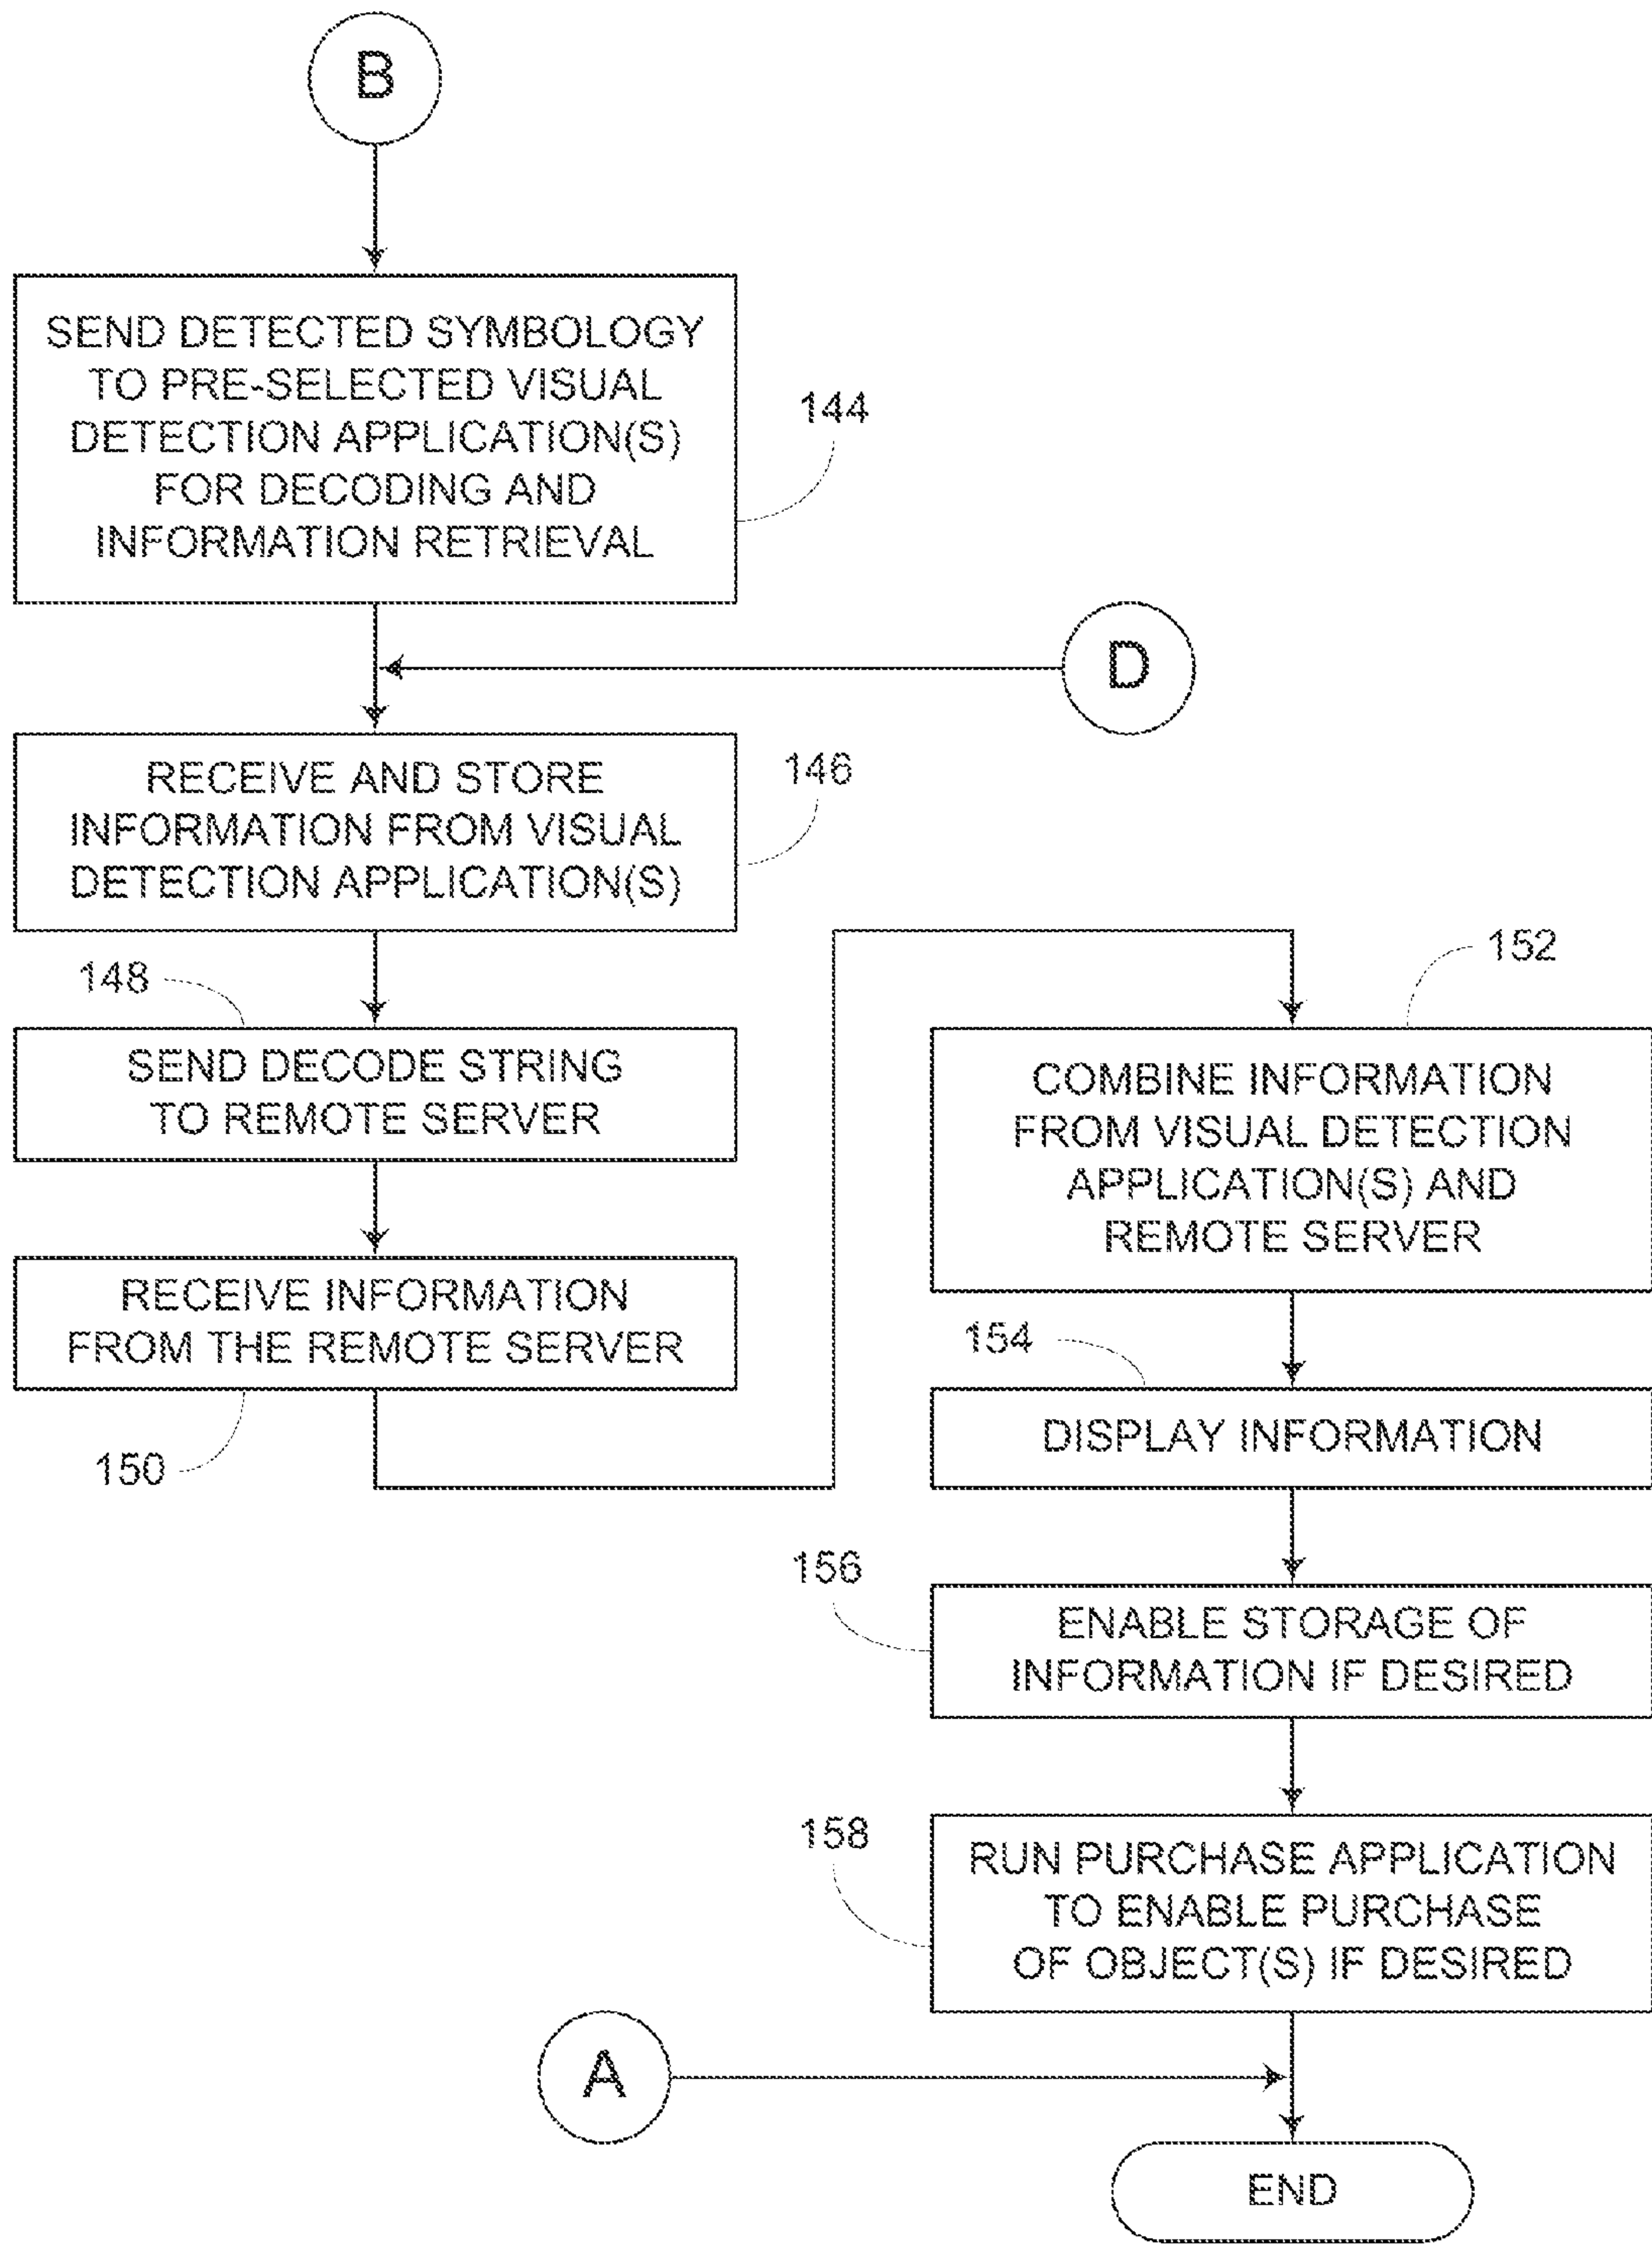 B
SEND DETECTED SYMBOLOGY
TO PRE-SELECTED VISUAL
DETECTION APPLICATION(S)
FOR DECODING AND
INFORMATION RETRIEVAL
144
D
RECEIVE AND STORE
INFORMATION FROM VISUAL
DETECTION APPLICATION(S)
146
148
SEND DECODE STRING
TO REMOTE SERVER
RECEIVE INFORMATION
FROM THE REMOTE SERVER
150
152
COMBINE INFORMATION
FROM VISUAL DETECTION
APPLICATION(S) AND
REMOTE SERVER
154
DISPLAY INFORMATION
156
ENABLE STORAGE OF
INFORMATION IF DESIRED
158
RUN PURCHASE APPLICATION
TO ENABLE PURCHASE
OF OBJECT(S) IF DESIRED
A
END